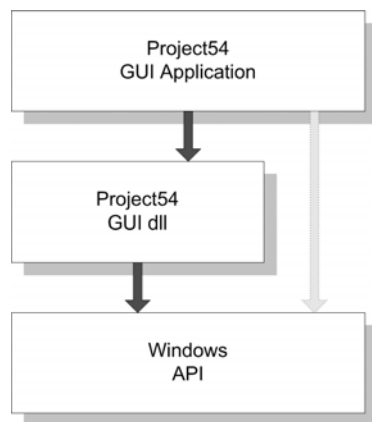 Project54
GUI Application
Project54
GUI dll
Windows
API